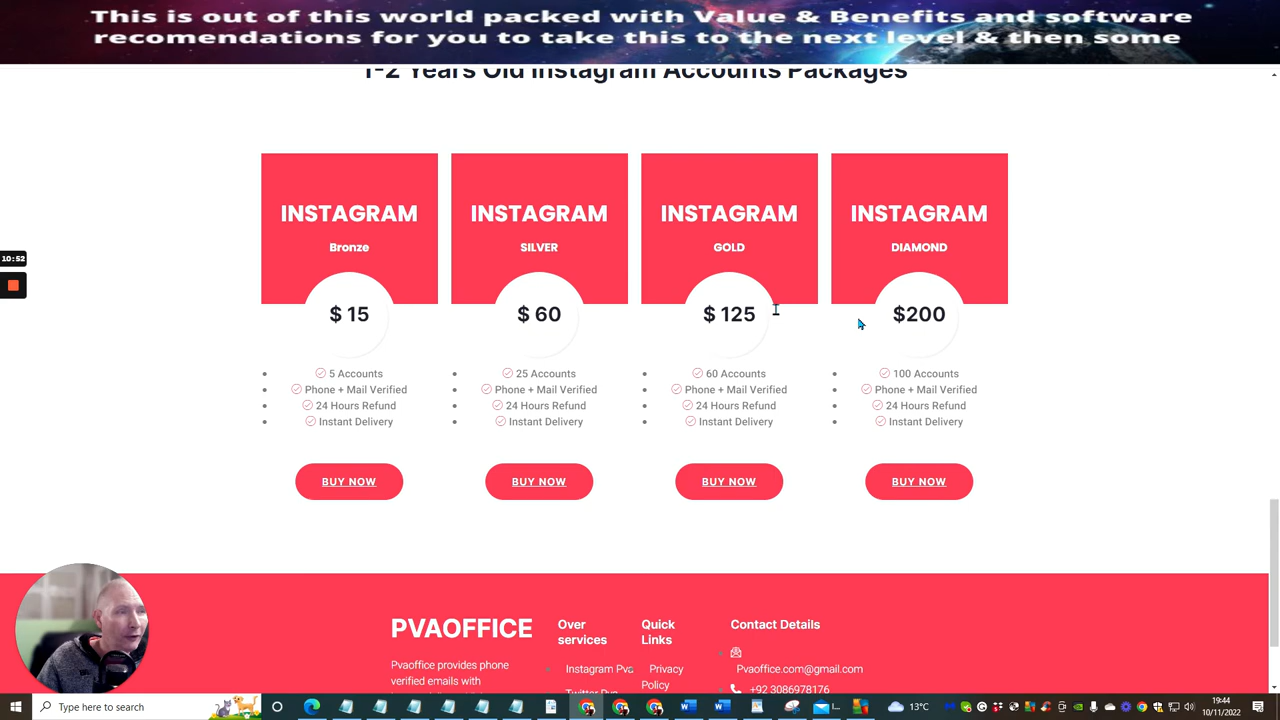 This is out of this world packed with Value & Benefits and software
recomendations for you to take this to the next level & then some
1-2 Years Old Instagram Accounts Packages
INSTAGRAM
Bronze
$ 15
5 Accounts
Phone + Mail Verified
24 Hours Refund
Instant Delivery
BUY NOW
INSTAGRAM
SILVER
$ 60
25 Accounts
Phone + Mail Verified
24 Hours Refund
Instant Delivery
BUY NOW
INSTAGRAM
GOLD
$ 125
60 Accounts
Phone + Mail Verified
24 Hours Refund
Instant Delivery
BUY NOW
INSTAGRAM
DIAMOND
$200
100 Accounts
Phone + Mail Verified
24 Hours Refund
Instant Delivery
BUY NOW
10:52
PVAOFFICE
Pvaoffice provides phone
verified emails with
Over
services
Instagram Pva
Twitter Pva
Quick
Links
Privacy
Policy
Contact Details
Pvaoffice.com@gmail.com
+92 3086978176
Type here to search
13°C
19:44
10/11/2022